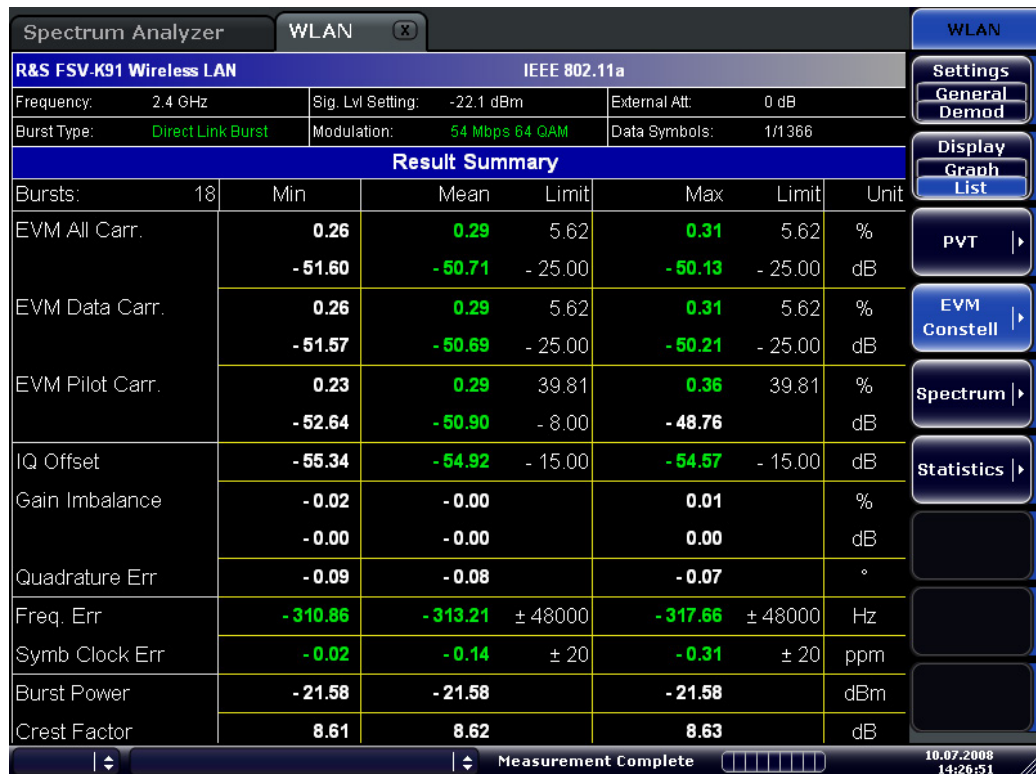 Spectrum Analyzer WLAN X WLAN
R&S FSV-K91 Wireless LAN IEEE 802.11a
Frequency: 2.4 GHz Sig. Lvl Setting: -22.1 dBm External Att: 0 dB
Burst Type: Direct Link Burst Modulation: 54 Mbps 64 QAM Data Symbols: 1/1366
Result Summary
Bursts: 18 Min Mean Limit Max Limit Unit
EVM All Carr. 0.26 0.29 5.62 0.31 5.62 %
- 51.60 - 50.71 - 25.00 - 50.13 - 25.00 dB
EVM Data Carr. 0.26 0.29 5.62 0.31 5.62 %
- 51.57 - 50.69 - 25.00 - 50.21 - 25.00 dB
EVM Pilot Carr. 0.23 0.29 39.81 0.36 39.81 %
- 52.64 - 50.90 - 8.00 - 48.76 dB
IQ Offset - 55.34 - 54.92 - 15.00 - 54.57 - 15.00 dB
Gain Imbalance - 0.02 - 0.00 0.01 %
- 0.00 - 0.00 0.00 dB
Quadrature Err - 0.09 - 0.08 - 0.07 °
Freq. Err - 310.86 - 313.21 ± 48000 - 317.66 ± 48000 Hz
Symb Clock Err - 0.02 - 0.14 ± 20 - 0.31 ± 20 ppm
Burst Power - 21.58 - 21.58 - 21.58 dBm
Crest Factor 8.61 8.62 8.63 dB
Measurement Complete
Settings
General
Demod
Display
Graph
List
PVT
EVM
Constell
Spectrum
Statistics
10.07.2008
14:26:51